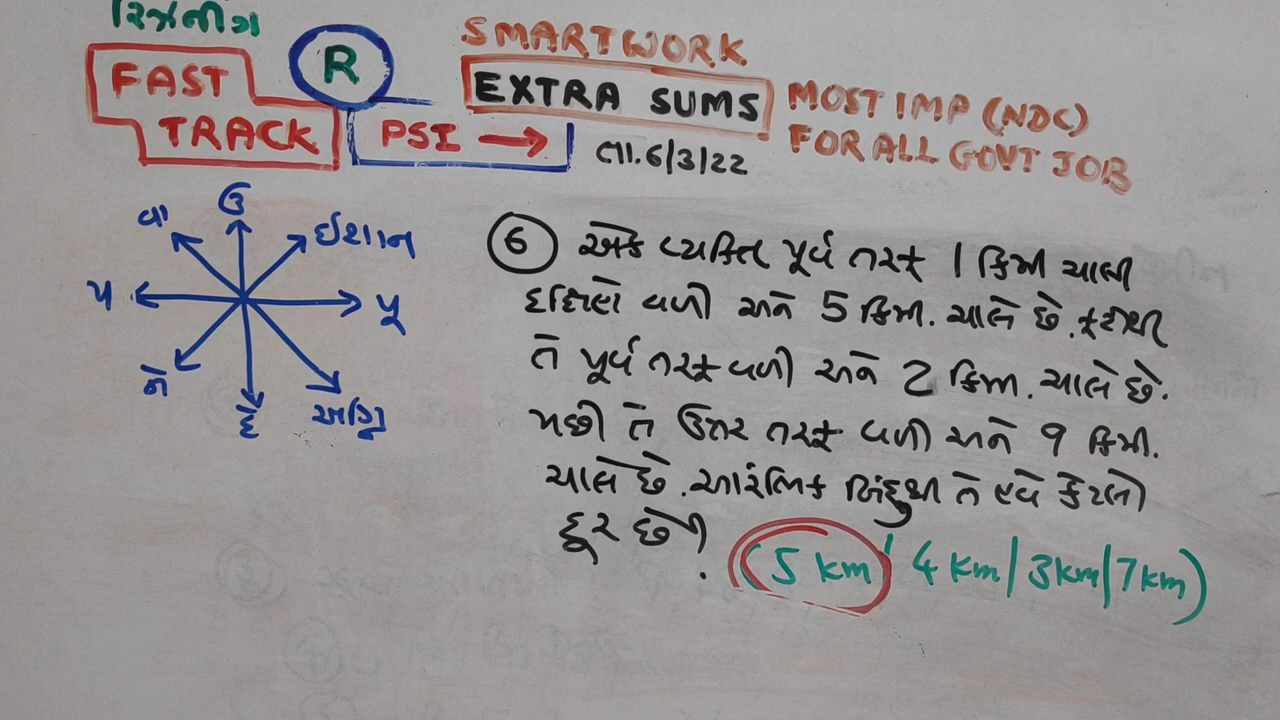 રિઝનીંગ
FAST
TRACK
R
PSI →
SMARTWORK
EXTRA SUMS
MOST IMP (NDC)
FOR ALL GOVT JOB
તા.6/3/22
ઉ
વા
ઈશાન
પ
પૂ
નૈ
દ
અગ્નિ
6 એક વ્યક્તિ પૂર્વ તરફ 1 કિમી ચાલી
દક્ષિણે વળી અને 5 કિમી. ચાલે છે. ફરીથી
તે પૂર્વ તરફ વળી અને 2 કિમી. ચાલે છે.
પછી તે ઉત્તર તરફ વળી અને 9 કિમી.
ચાલે છે. આરંભિક બિંદુથી તે હવે કેટલો
દૂર છે?
(5 km / 4 km / 3 km / 7 km)